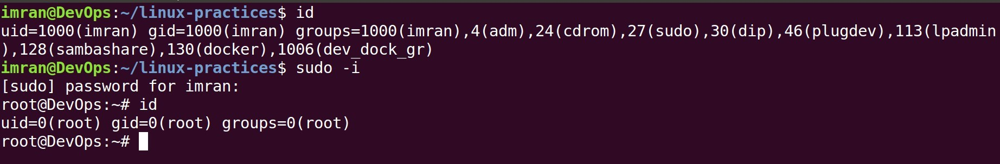 imran@DevOps:~/linux-practices$ id
uid=1000(imran) gid=1000(imran) groups=1000(imran),4(adm),24(cdrom),27(sudo),30(dip),46(plugdev),113(lpadmin
),128(sambashare),130(docker),1006(dev_dock_gr)
imran@DevOps:~/linux-practices$ sudo -i
[sudo] password for imran:
root@DevOps:~# id
uid=0(root) gid=0(root) groups=0(root)
root@DevOps:~#